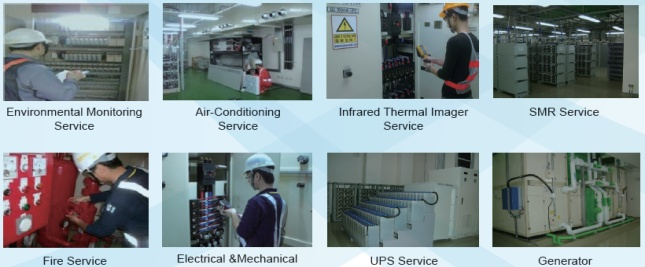 Environmental Monitoring
Service
Air-Conditioning
Service
Infrared Thermal Imager
Service
SMR Service
Fire Service
Electrical &Mechanical
UPS Service
Generator